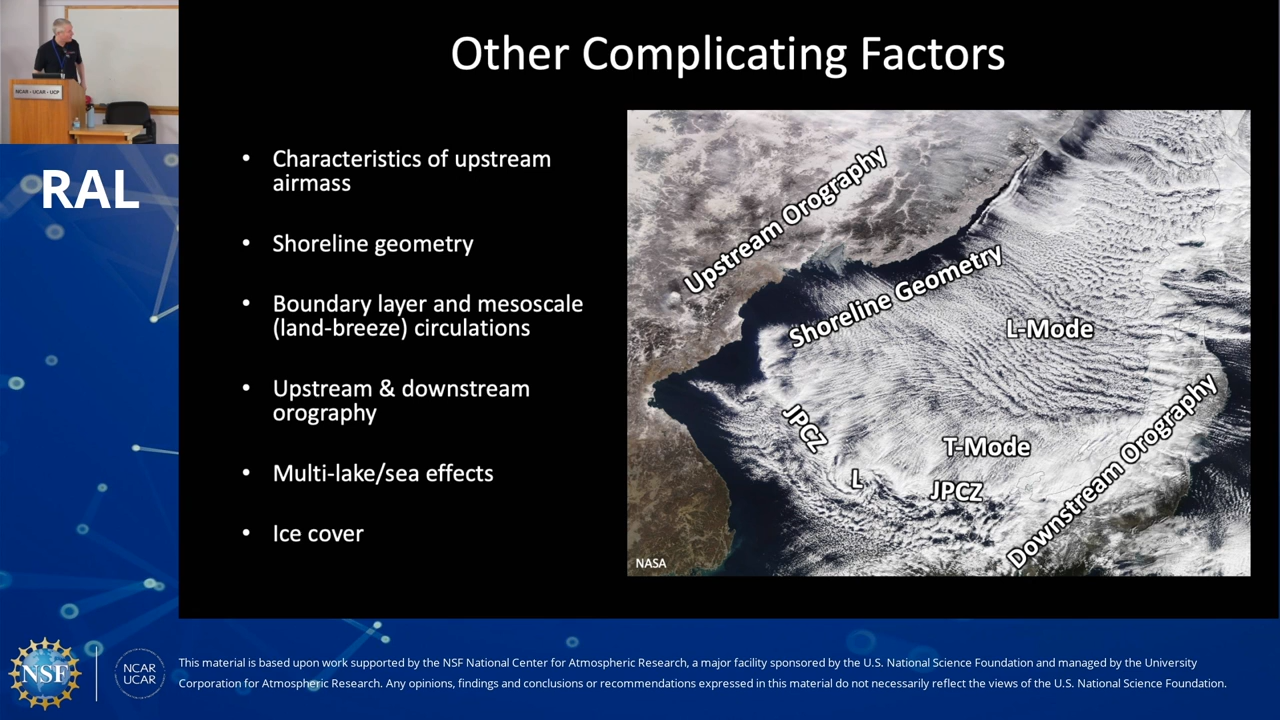 NCAR • UCAR • UCP
RAL
Other Complicating Factors
• Characteristics of upstream
airmass
• Shoreline geometry
• Boundary layer and mesoscale
(land-breeze) circulations
• Upstream & downstream
orography
• Multi-lake/sea effects
• Ice cover
Upstream Orography
Shoreline Geometry
L-Mode
JPCZ
T-Mode
L
JPCZ
Downstream Orography
NASA
NSF
NCAR
UCAR
This material is based upon work supported by the NSF National Center for Atmospheric Research, a major facility sponsored by the U.S. National Science Foundation and managed by the University
Corporation for Atmospheric Research. Any opinions, findings and conclusions or recommendations expressed in this material do not necessarily reflect the views of the U.S. National Science Foundation.